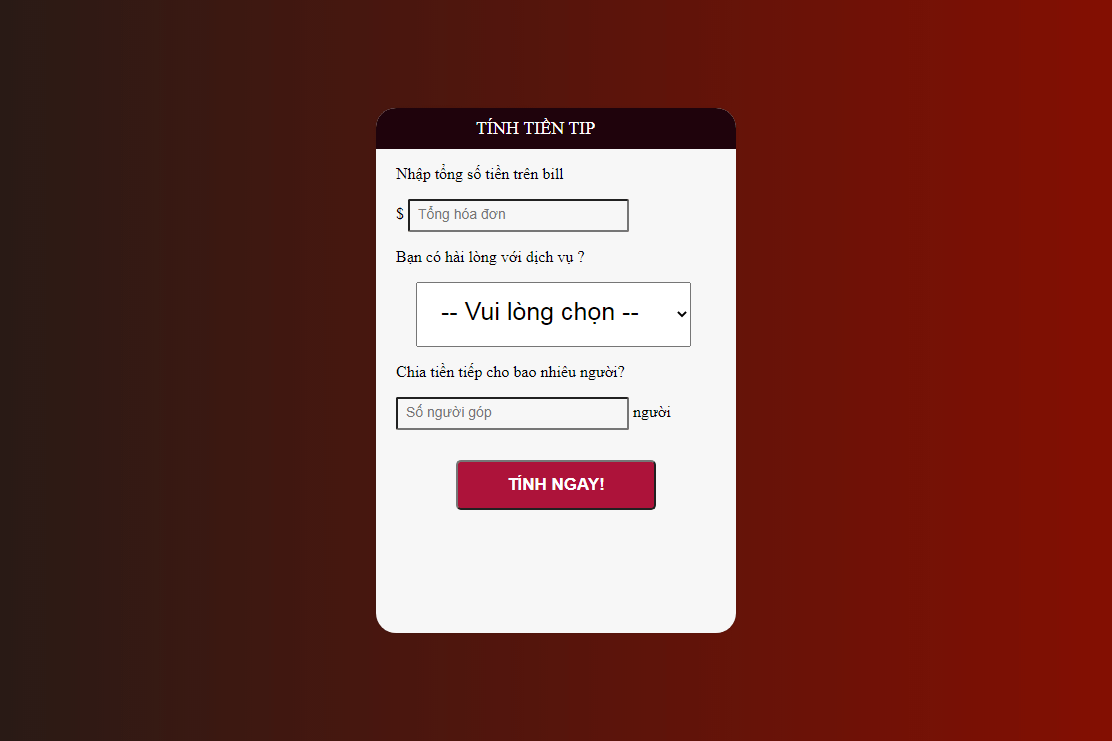 TÍNH TIỀN TIP
Nhập tổng số tiền trên bill
$ Tổng hóa đơn
Bạn có hài lòng với dịch vụ ?
-- Vui lòng chọn --
Chia tiền tiếp cho bao nhiêu người?
Số người góp người
TÍNH NGAY!